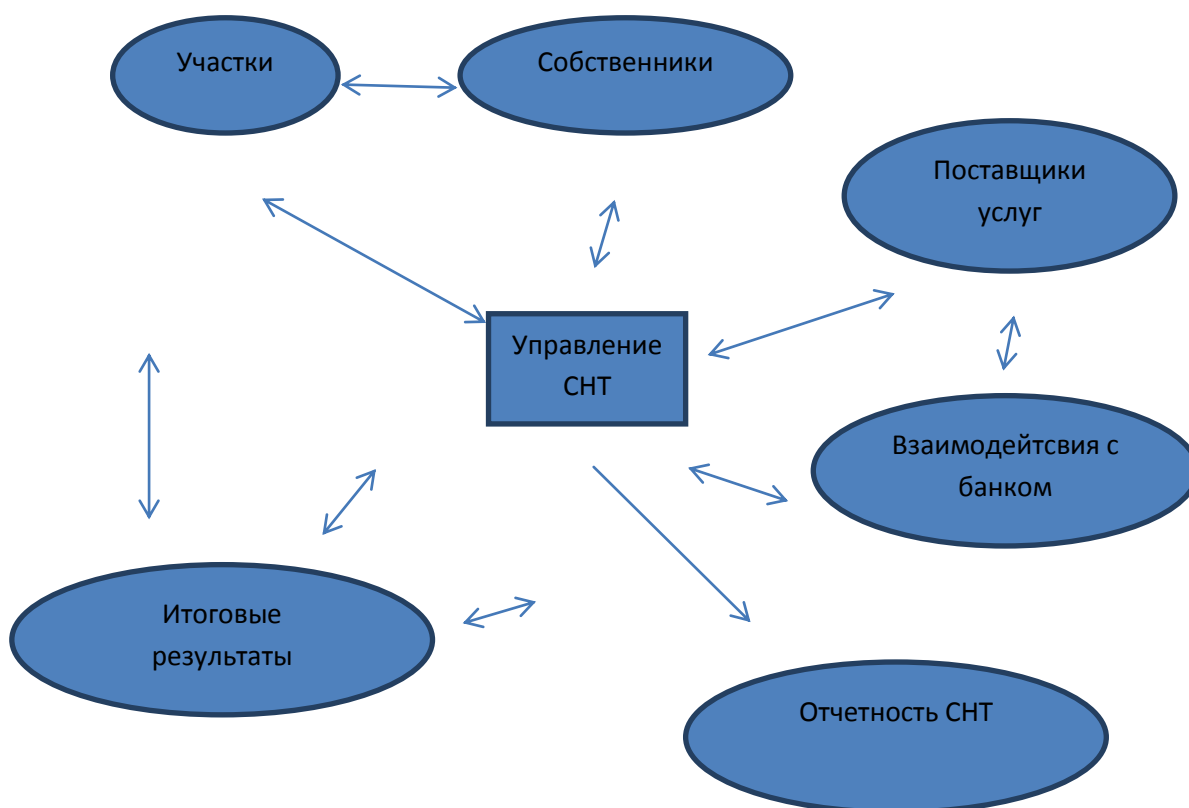 Участки
Собственники
Поставщики
услуг
Управление
СНТ
Взаимодейтсвия с
банком
Итоговые
результаты
Отчетность СНТ